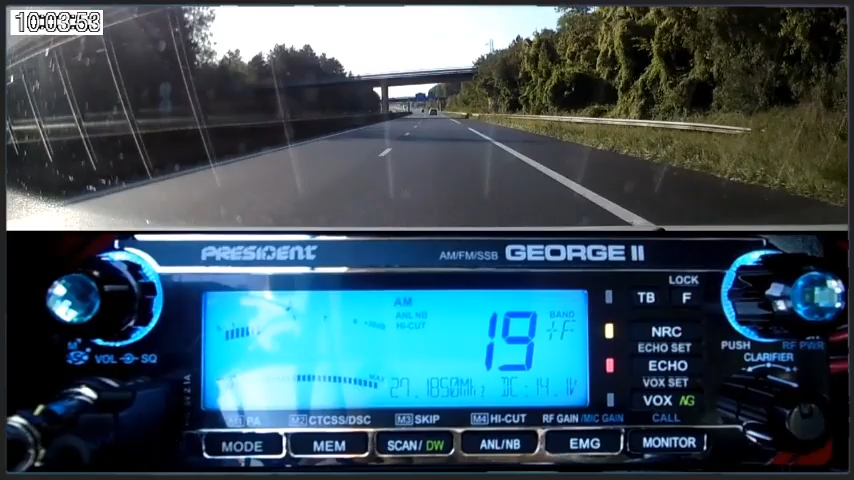 10:03:53
PRESIDENT
AM/FM/SSB GEORGE II
LOCK
TB F
AM
ANL NB
HI-CUT
19
BAND
+F
NRC
ECHO SET
ECHO
VOX SET
VOX NG
CALL
MAX
27.1850MHz DC:14.1V
SQ VOL SQ
PUSH RF PWR
CLARIFIER
M1 PA M2 CTCSS/DSC M3 SKIP M4 HI-CUT RF GAIN/MIC GAIN
MODE MEM SCAN/DW ANL/NB EMG MONITOR